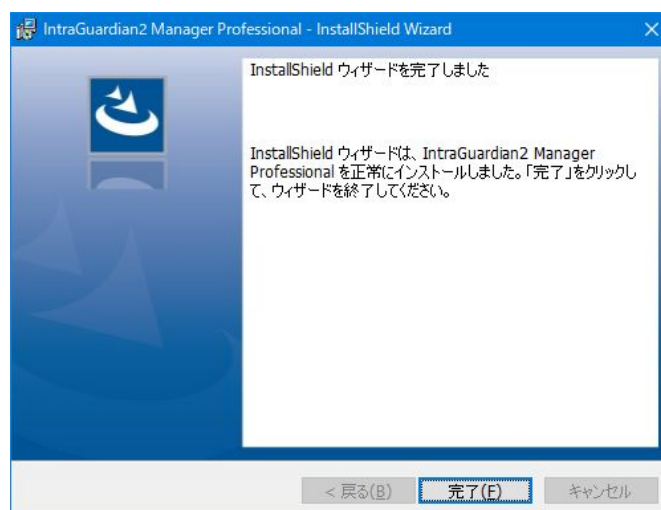 IntraGuardian2 Manager Professional - InstallShield Wizard
InstallShield ウィザードを完了しました
InstallShield ウィザードは、IntraGuardian2 Manager
Professional を正常にインストールしました。「完了」をクリックし
て、ウィザードを終了してください。
< 戻る(B) 完了(F) キャンセル